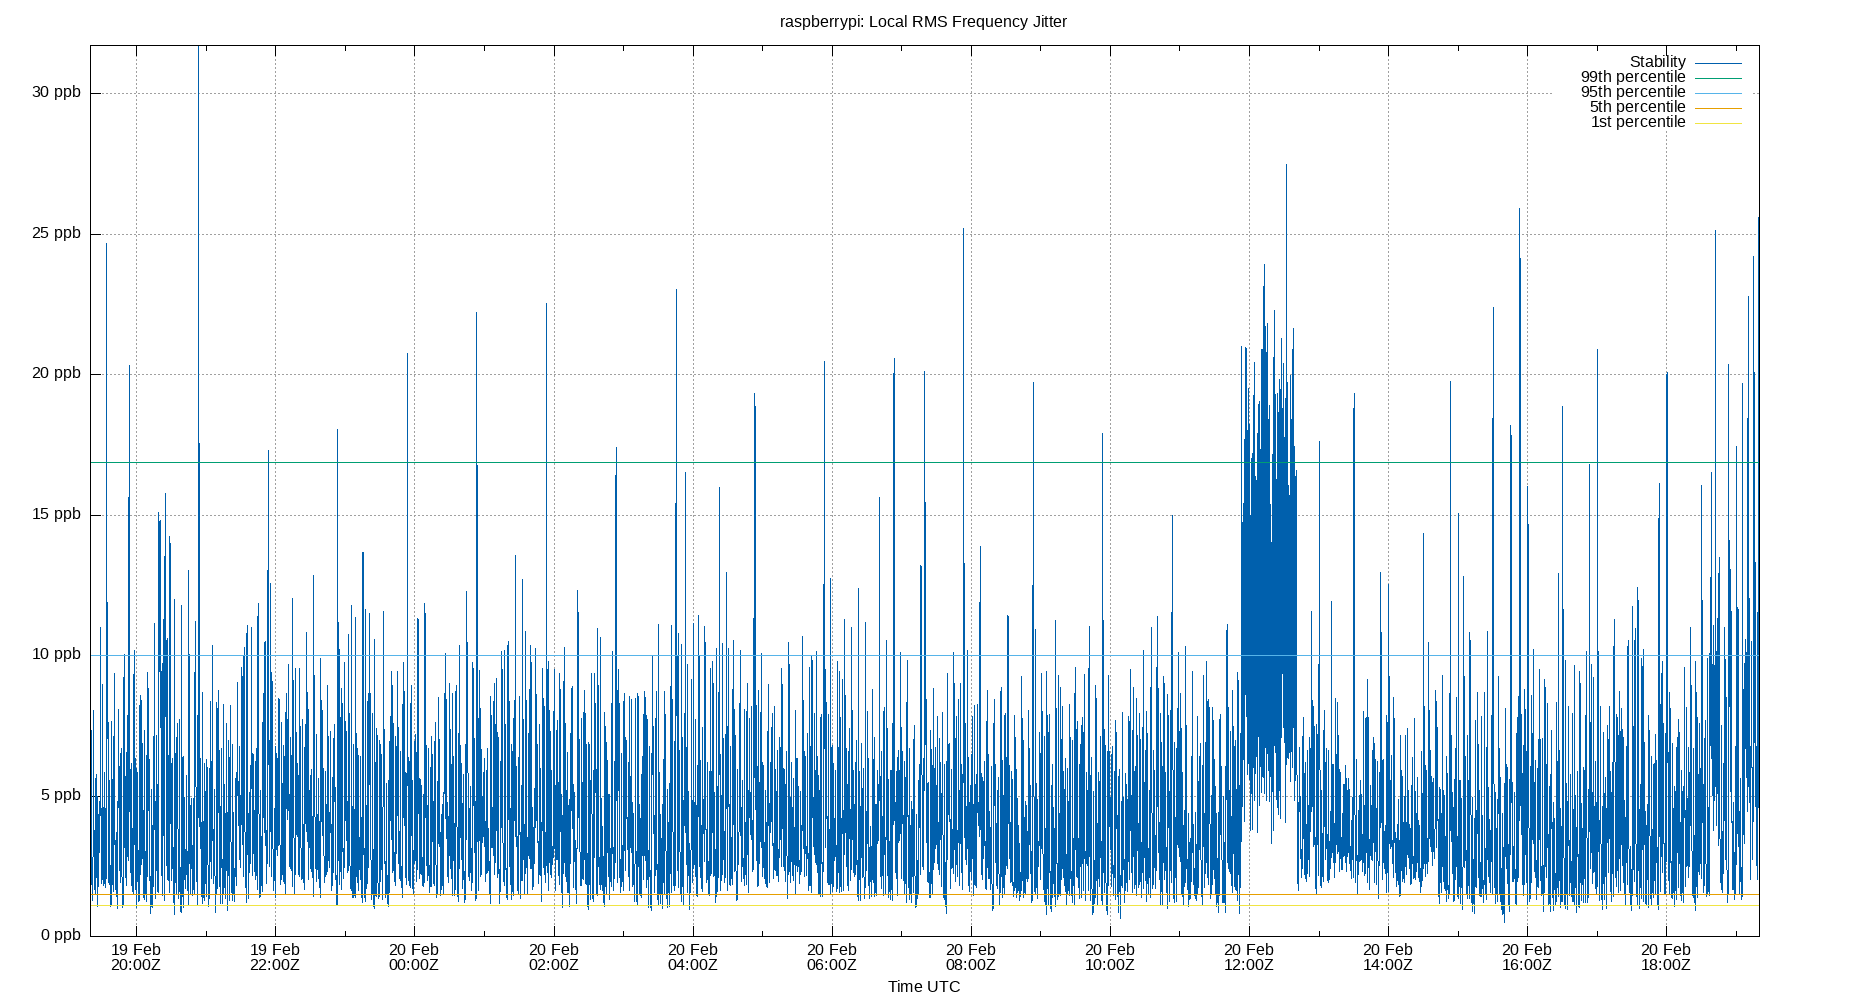 raspberrypi: Local RMS Frequency Jitter
Stability
99th percentile
95th percentile
5th percentile
1st percentile
30 ppb
25 ppb
20 ppb
15 ppb
10 ppb
5 ppb
0 ppb
19 Feb 19 Feb 20 Feb 20 Feb 20 Feb 20 Feb 20 Feb 20 Feb 20 Feb 20 Feb 20 Feb 20 Feb
20:00Z 22:00Z 00:00Z 02:00Z 04:00Z 06:00Z 08:00Z 10:00Z 12:00Z 14:00Z 16:00Z 18:00Z
Time UTC